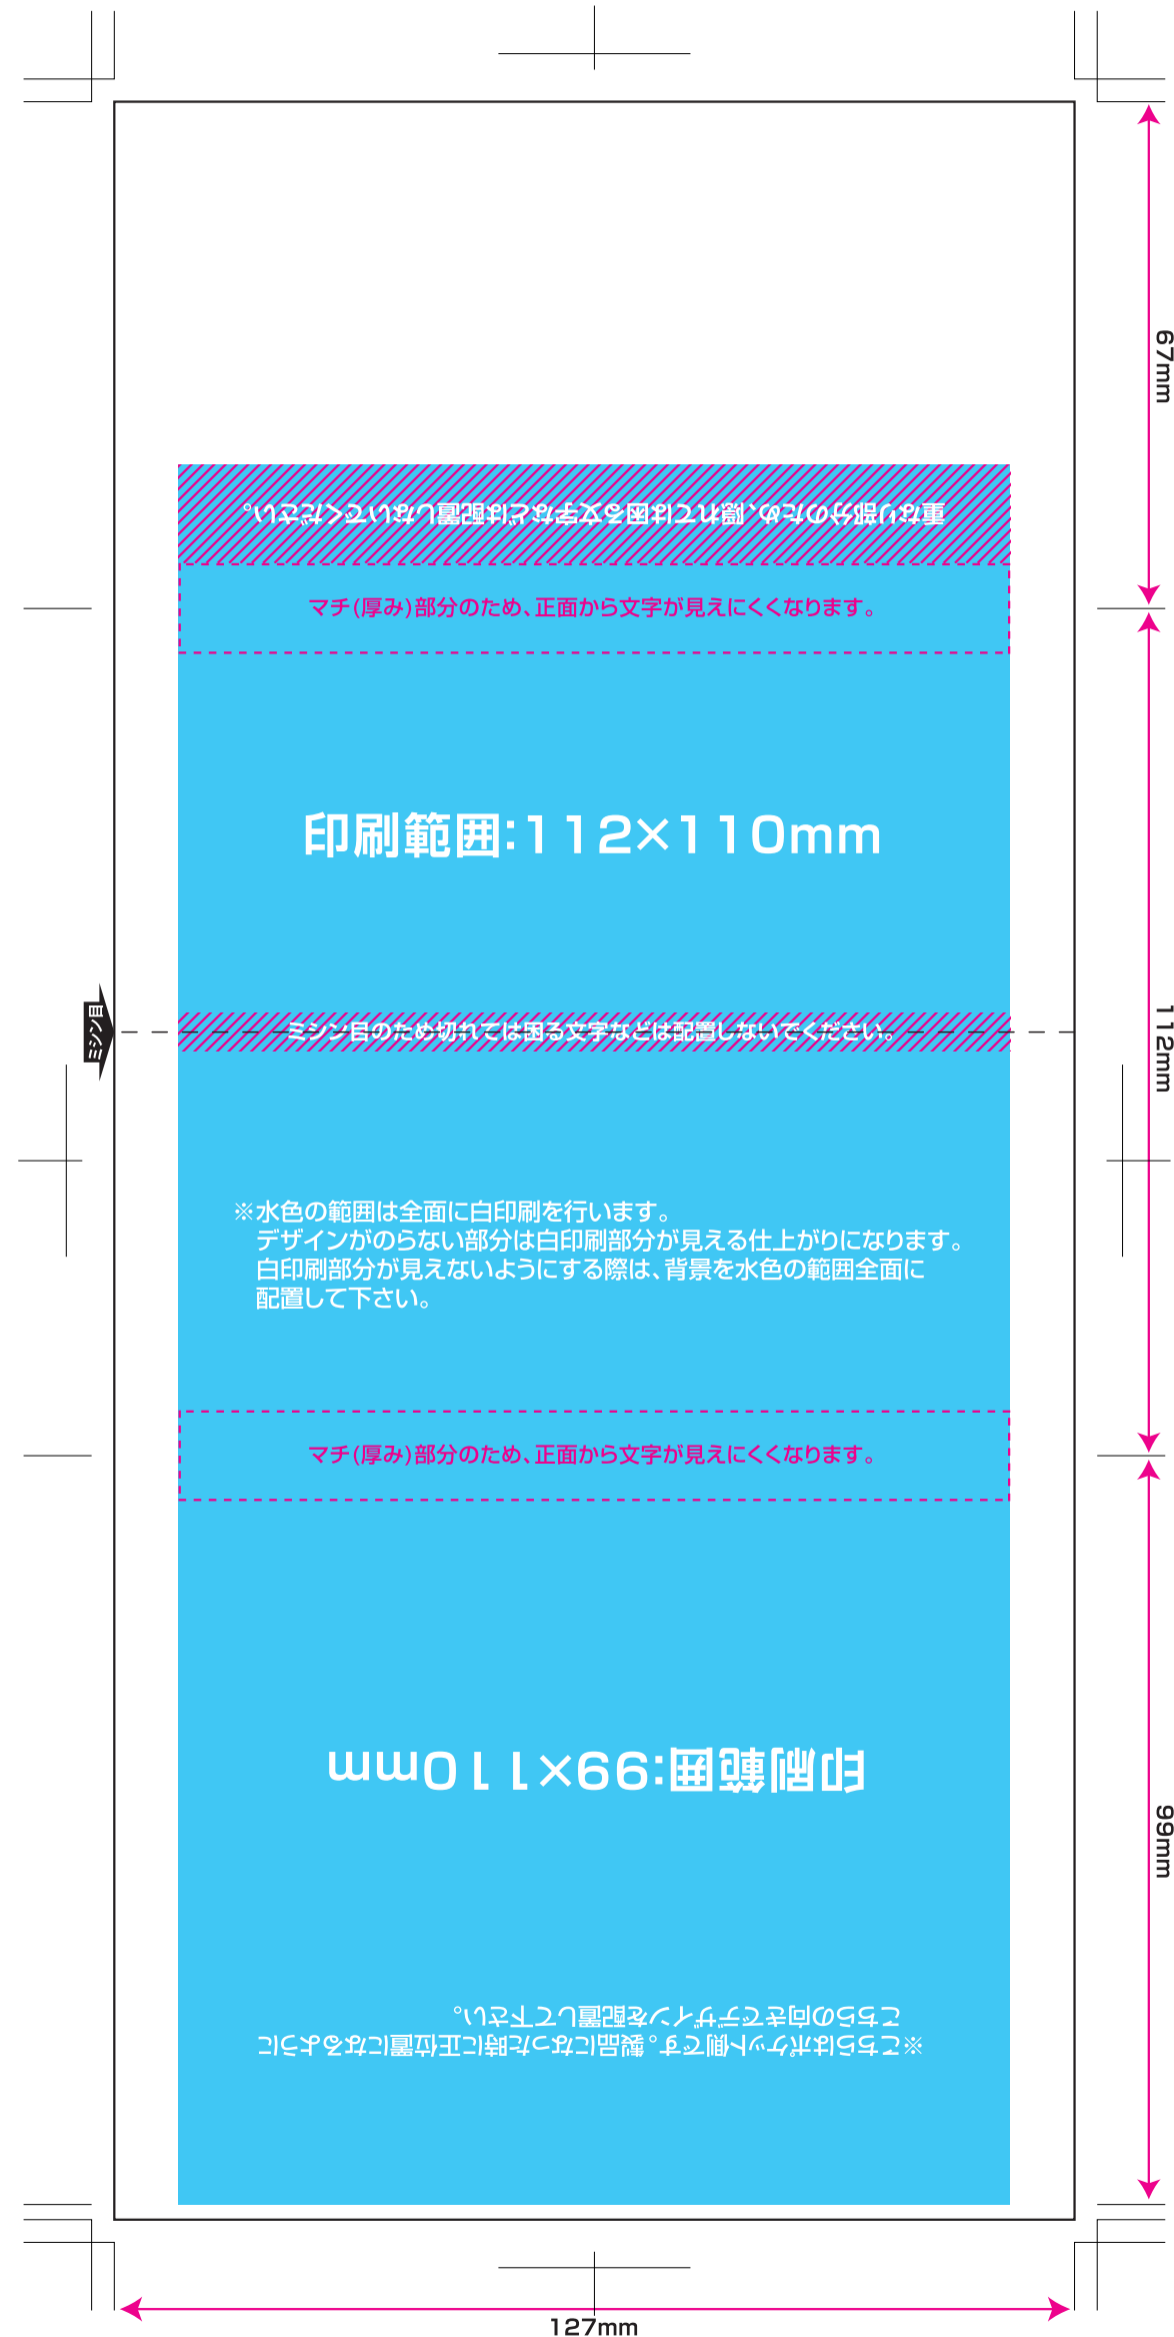 67mm
重なり部分のため、隠れては困る文字などは配置しないでください。
マチ(厚み)部分のため、正面から文字が見えにくくなります。
印刷範囲:112×110mm
ミシン目
ミシン目のため切れては困る文字などは配置しないでください。
112mm
※水色の範囲は全面に白印刷を行います。
デザインがのらない部分は白印刷部分が見える仕上がりになります。
白印刷部分が見えないようにする際は、背景を水色の範囲全面に
配置して下さい。
マチ(厚み)部分のため、正面から文字が見えにくくなります。
印刷範囲:99×110mm
99mm
※こちらはポケット側です。製品になった時に正位置になるように
こちらの向きでデザインを配置して下さい。
127mm